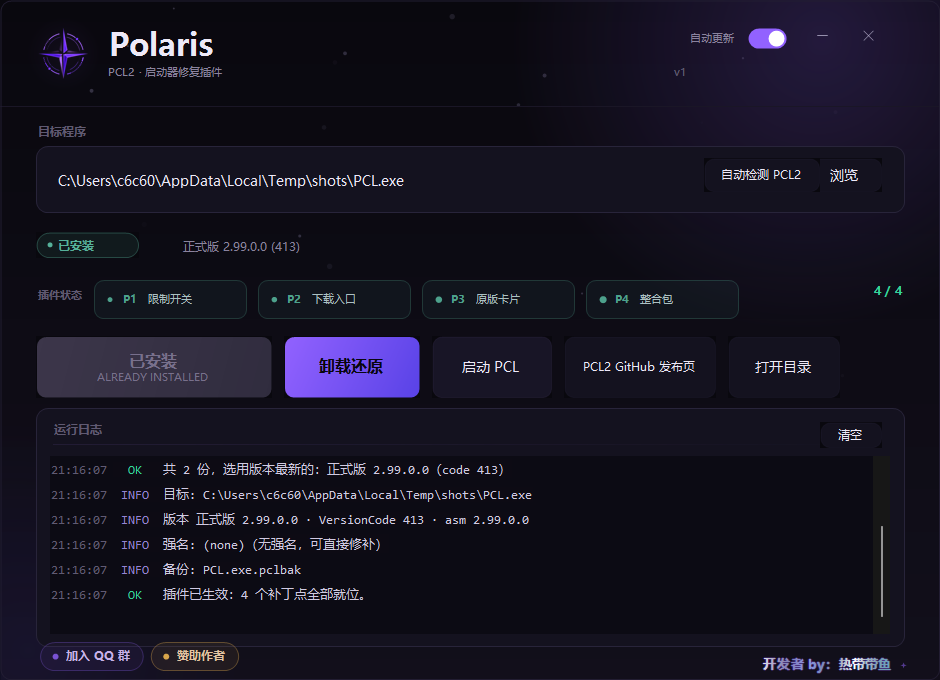 Polaris
PCL2 · 启动器修复插件
自动更新
v1
目标程序
C:\Users\c6c60\AppData\Local\Temp\shots\PCL.exe
自动检测 PCL2
浏览
已安装
正式版 2.99.0.0 (413)
插件状态
P1 限制开关
P2 下载入口
P3 原版卡片
P4 整合包
4 / 4
已安装
ALREADY INSTALLED
卸载还原
启动 PCL
PCL2 GitHub 发布页
打开目录
运行日志
清空
21:16:07 OK 共 2 份，选用版本最新的：正式版 2.99.0.0 (code 413)
21:16:07 INFO 目标: C:\Users\c6c60\AppData\Local\Temp\shots\PCL.exe
21:16:07 INFO 版本 正式版 2.99.0.0 · VersionCode 413 · asm 2.99.0.0
21:16:07 INFO 强名: (none) (无强名，可直接修补)
21:16:07 INFO 备份: PCL.exe.pclbak
21:16:07 OK 插件已生效: 4 个补丁点全部就位。
加入 QQ 群
赞助作者
开发者 by: 热带带鱼